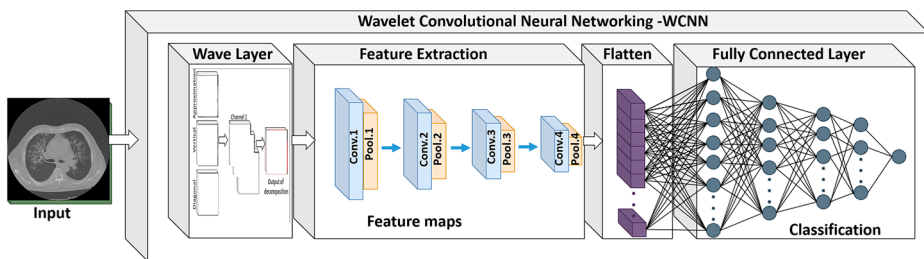 Wavelet Convolutional Neural Networking -WCNN
Wave Layer
Feature Extraction
Flatten
Fully Connected Layer
Approximation
Vertical
Diagonal
Channel 1
Output of
decomposition
Conv.1
Pool.1
Conv.2
Pool.2
Conv.3
Pool.3
Conv.4
Pool.4
Feature maps
Classification
Input